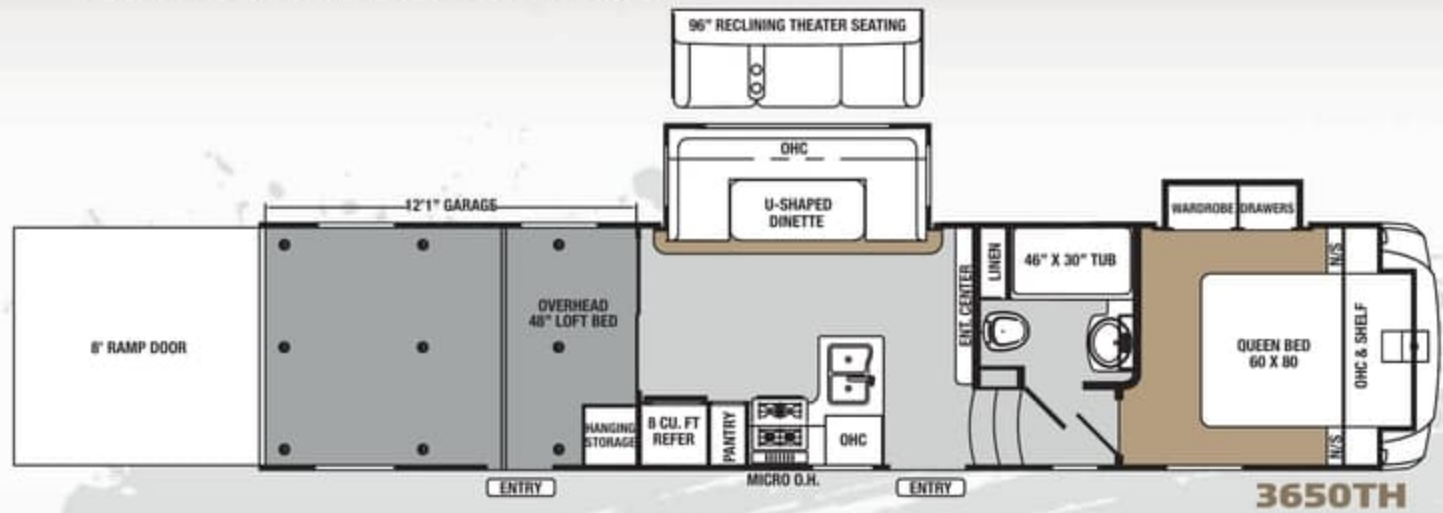 96" RECLINING THEATER SEATING
OHC
U-SHAPED
DINETTE
12'1" GARAGE
WARDROBE
DRAWERS
8' RAMP DOOR
OVERHEAD
48" LOFT BED
ENT. CENTER
LINEN
46" X 30" TUB
N/S
QUEEN BED
60 X 80
OHC & SHELF
N/S
HANGING
STORAGE
8 CU. FT
REFER
PANTRY
OHC
MICRO O.H.
ENTRY
ENTRY
3650TH